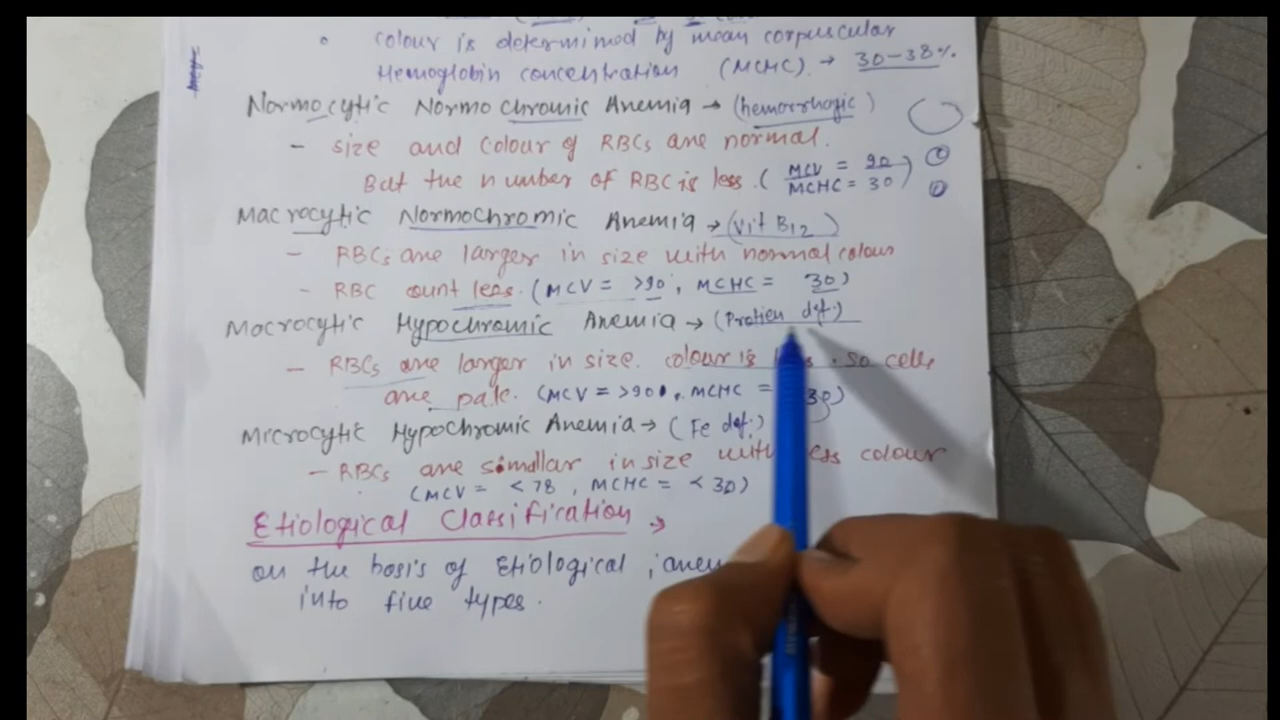 • colour is determined by mean corpuscular
Hemoglobin concentration (MCHC) → 30-38%.
Normocytic Normo chromic Anemia → (hemorrhagic)
- size and colour of RBCs are normal.
But the number of RBC is less. (MCV = 90
MCHC = 30)
Macrocytic Normochromic Anemia → (Vit B12)
- RBCs are larger in size with normal colour
- RBC count less. (MCV = >90, MCHC = 30)
Macrocytic Hypochromic Anemia → (Protien def.)
- RBCs are larger in size. colour is . so cells
are pale. (MCV = >90, MCHC = 30)
Microcytic Hypochromic Anemia → (Fe def.)
- RBCs are simallar in size with colour
(MCV = <78, MCHC = <30)
Etiological Classification →
on the basis of Etiological,
into five types.